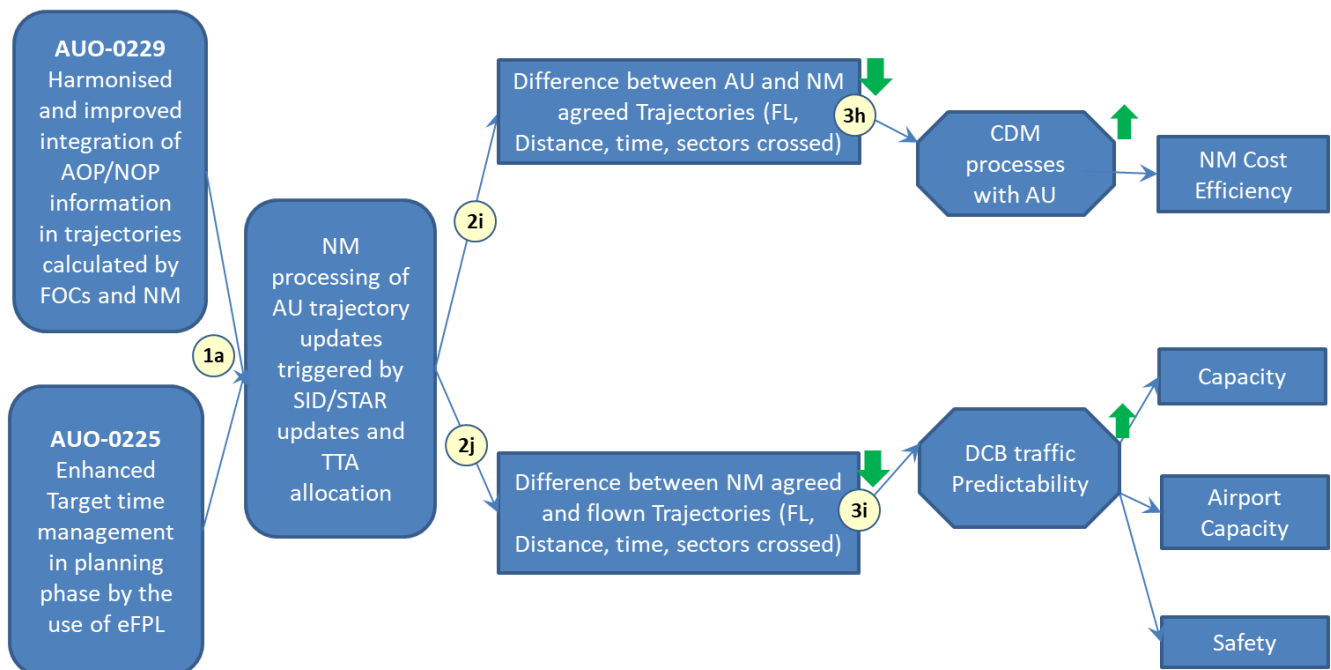 AUO-0229
Harmonised
and improved
integration of
AOP/NOP
information
in trajectories
calculated by
FOCs and NM
AUO-0225
Enhanced
Target time
management
in planning
phase by the
use of eFPL
1a
NM
processing of
AU trajectory
updates
triggered by
SID/STAR
updates and
TTA
allocation
2i
2j
Difference between AU and NM
agreed Trajectories (FL,
Distance, time, sectors crossed)
3h
CDM
processes
with AU
NM Cost
Efficiency
Difference between NM agreed
and flown Trajectories (FL,
Distance, time, sectors crossed)
3i
DCB traffic
Predictability
Capacity
Airport
Capacity
Safety